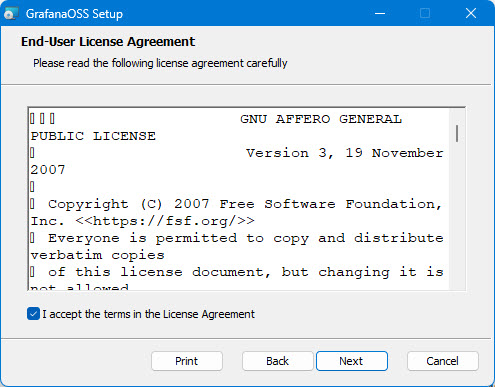 GrafanaOSS Setup
End-User License Agreement
Please read the following license agreement carefully
▯ ▯ ▯ GNU AFFERO GENERAL
PUBLIC LICENSE
▯ Version 3, 19 November
2007
▯
▯ Copyright (C) 2007 Free Software Foundation,
Inc. <<https://fsf.org/>>
▯ Everyone is permitted to copy and distribute
verbatim copies
▯ of this license document, but changing it is
not allowed
I accept the terms in the License Agreement
Print
Back
Next
Cancel